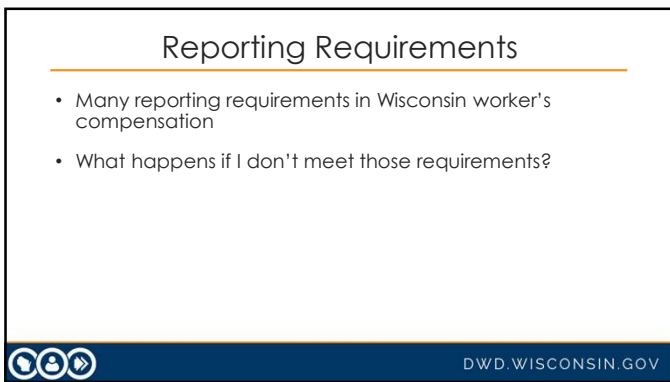 Reporting Requirements
• Many reporting requirements in Wisconsin worker's
compensation
• What happens if I don't meet those requirements?
DWD.WISCONSIN.GOV